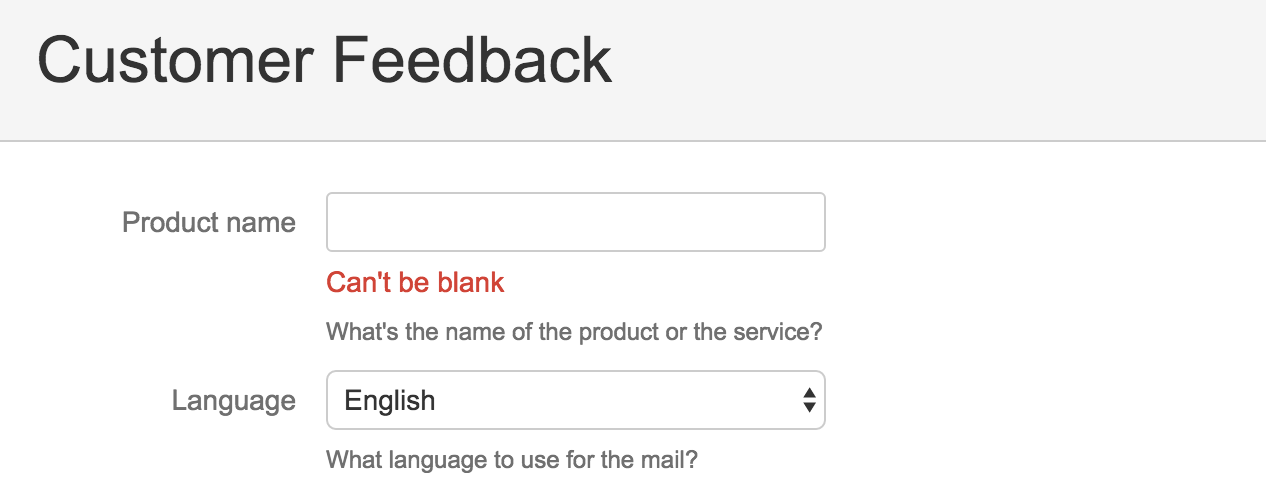 Customer Feedback
Product name
Can't be blank
What's the name of the product or the service?
Language
English
What language to use for the mail?